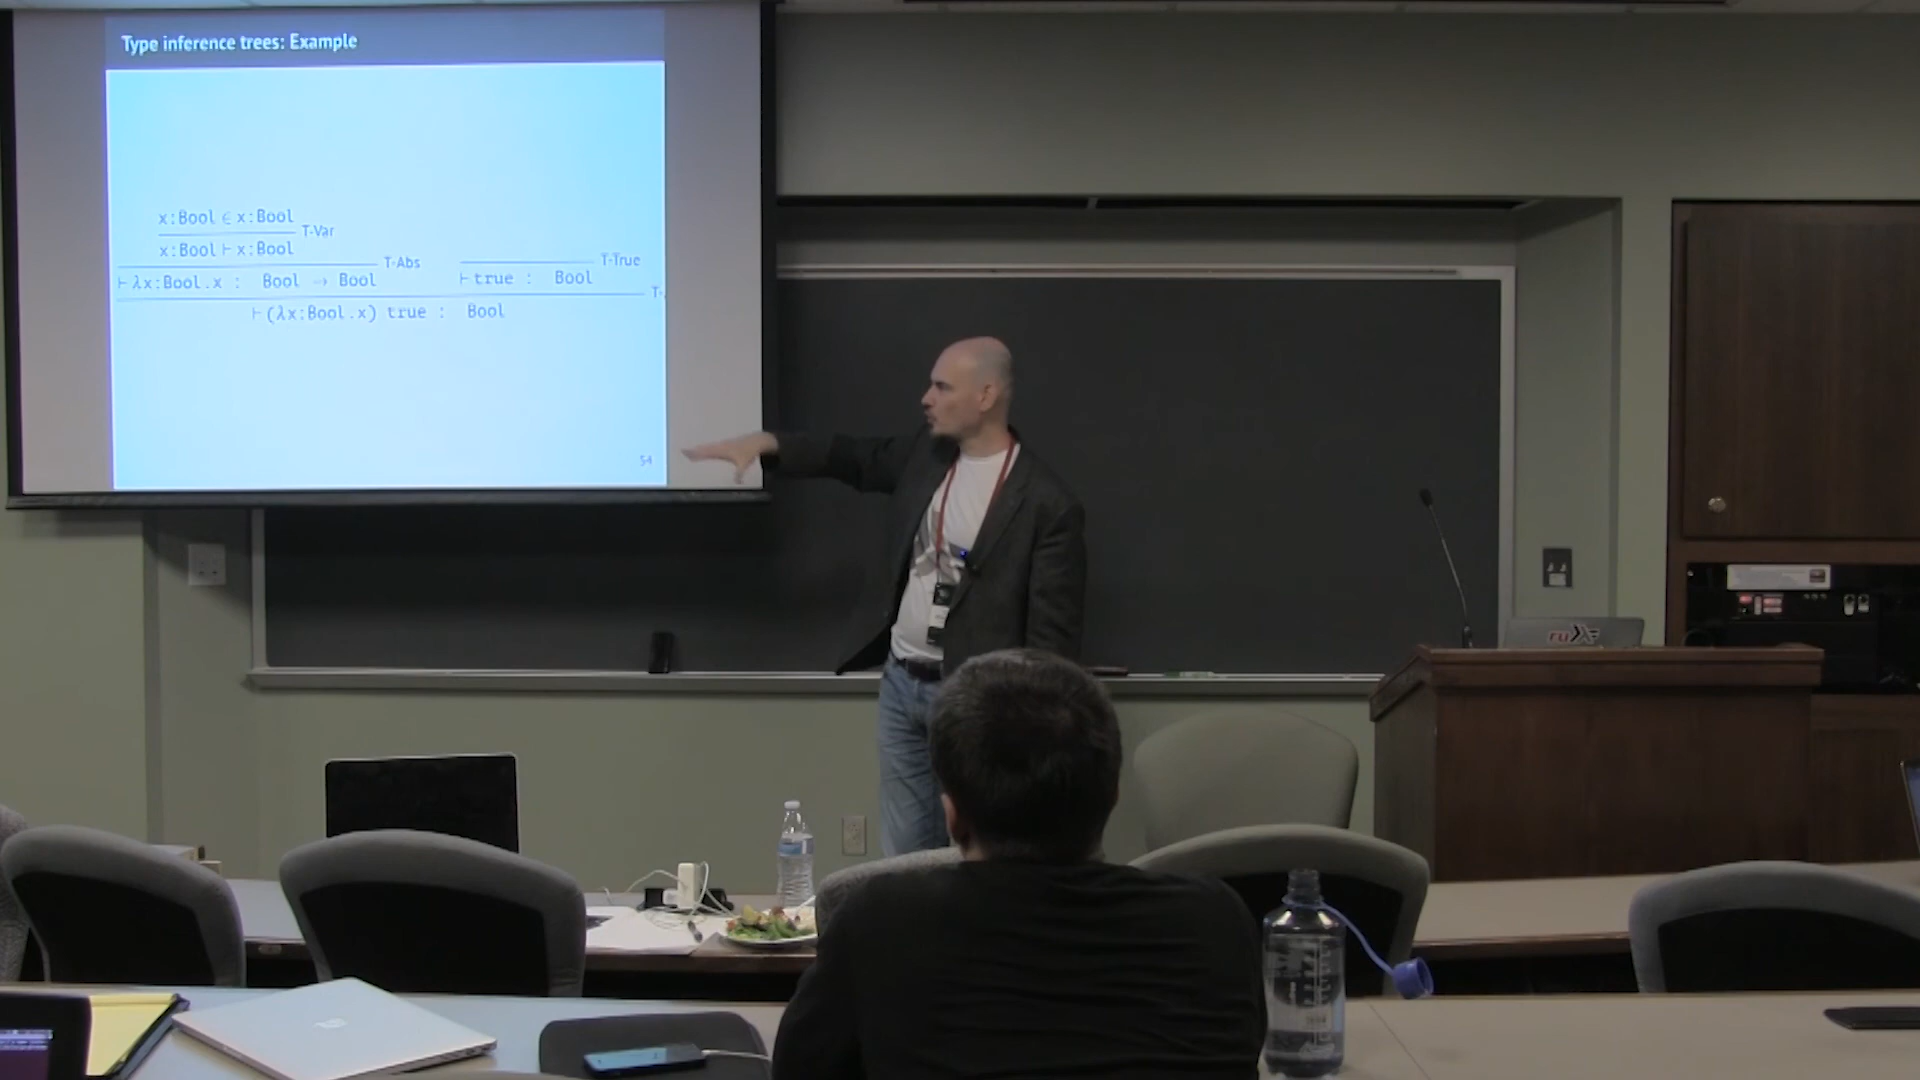 Type inference trees: Example
x:Bool ∈ x:Bool
T-Var
x:Bool ⊢ x:Bool
T-Abs
T-True
⊢ λx:Bool.x : Bool → Bool
⊢ true : Bool
T-
⊢ (λx:Bool.x) true : Bool
54
ru